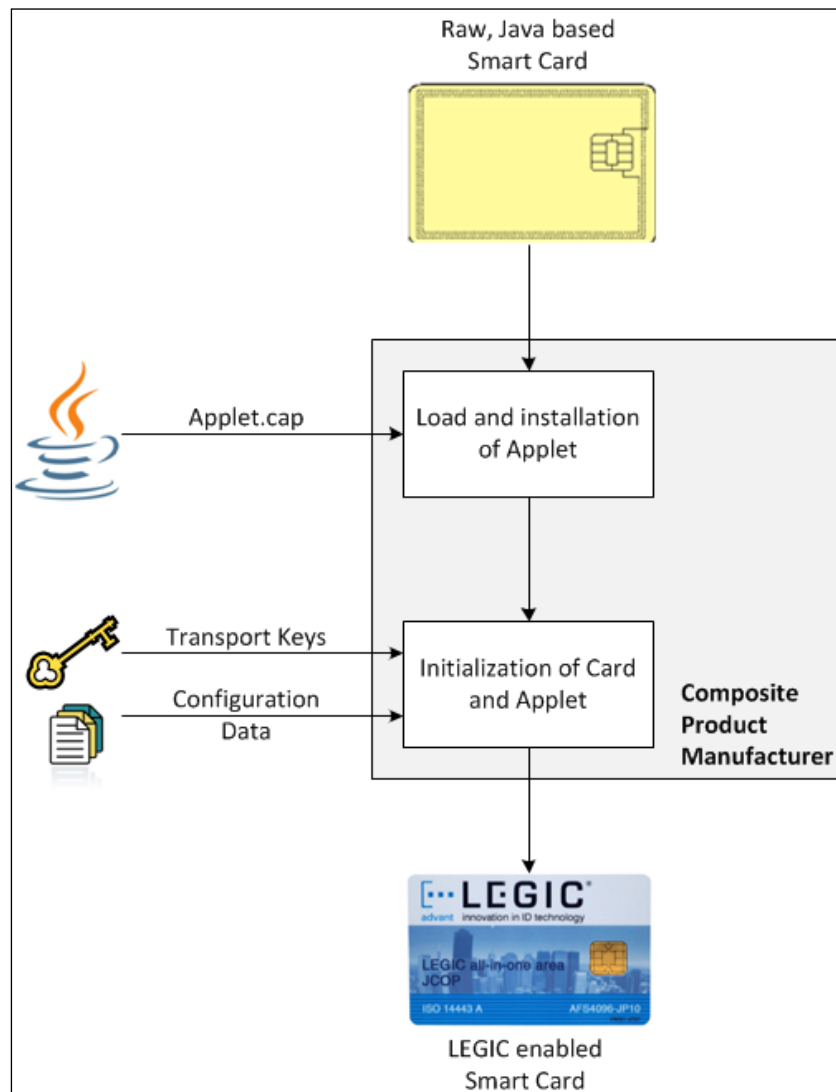 Raw, Java based
Smart Card
Applet.cap
Load and installation
of Applet
Transport Keys
Configuration
Data
Initialization of Card
and Applet
Composite
Product
Manufacturer
LEGIC®
advant innovation in ID technology
LEGIC all-in-one area
JCOP
ISO 14443 A AFS4096-JP10
LEGIC enabled
Smart Card